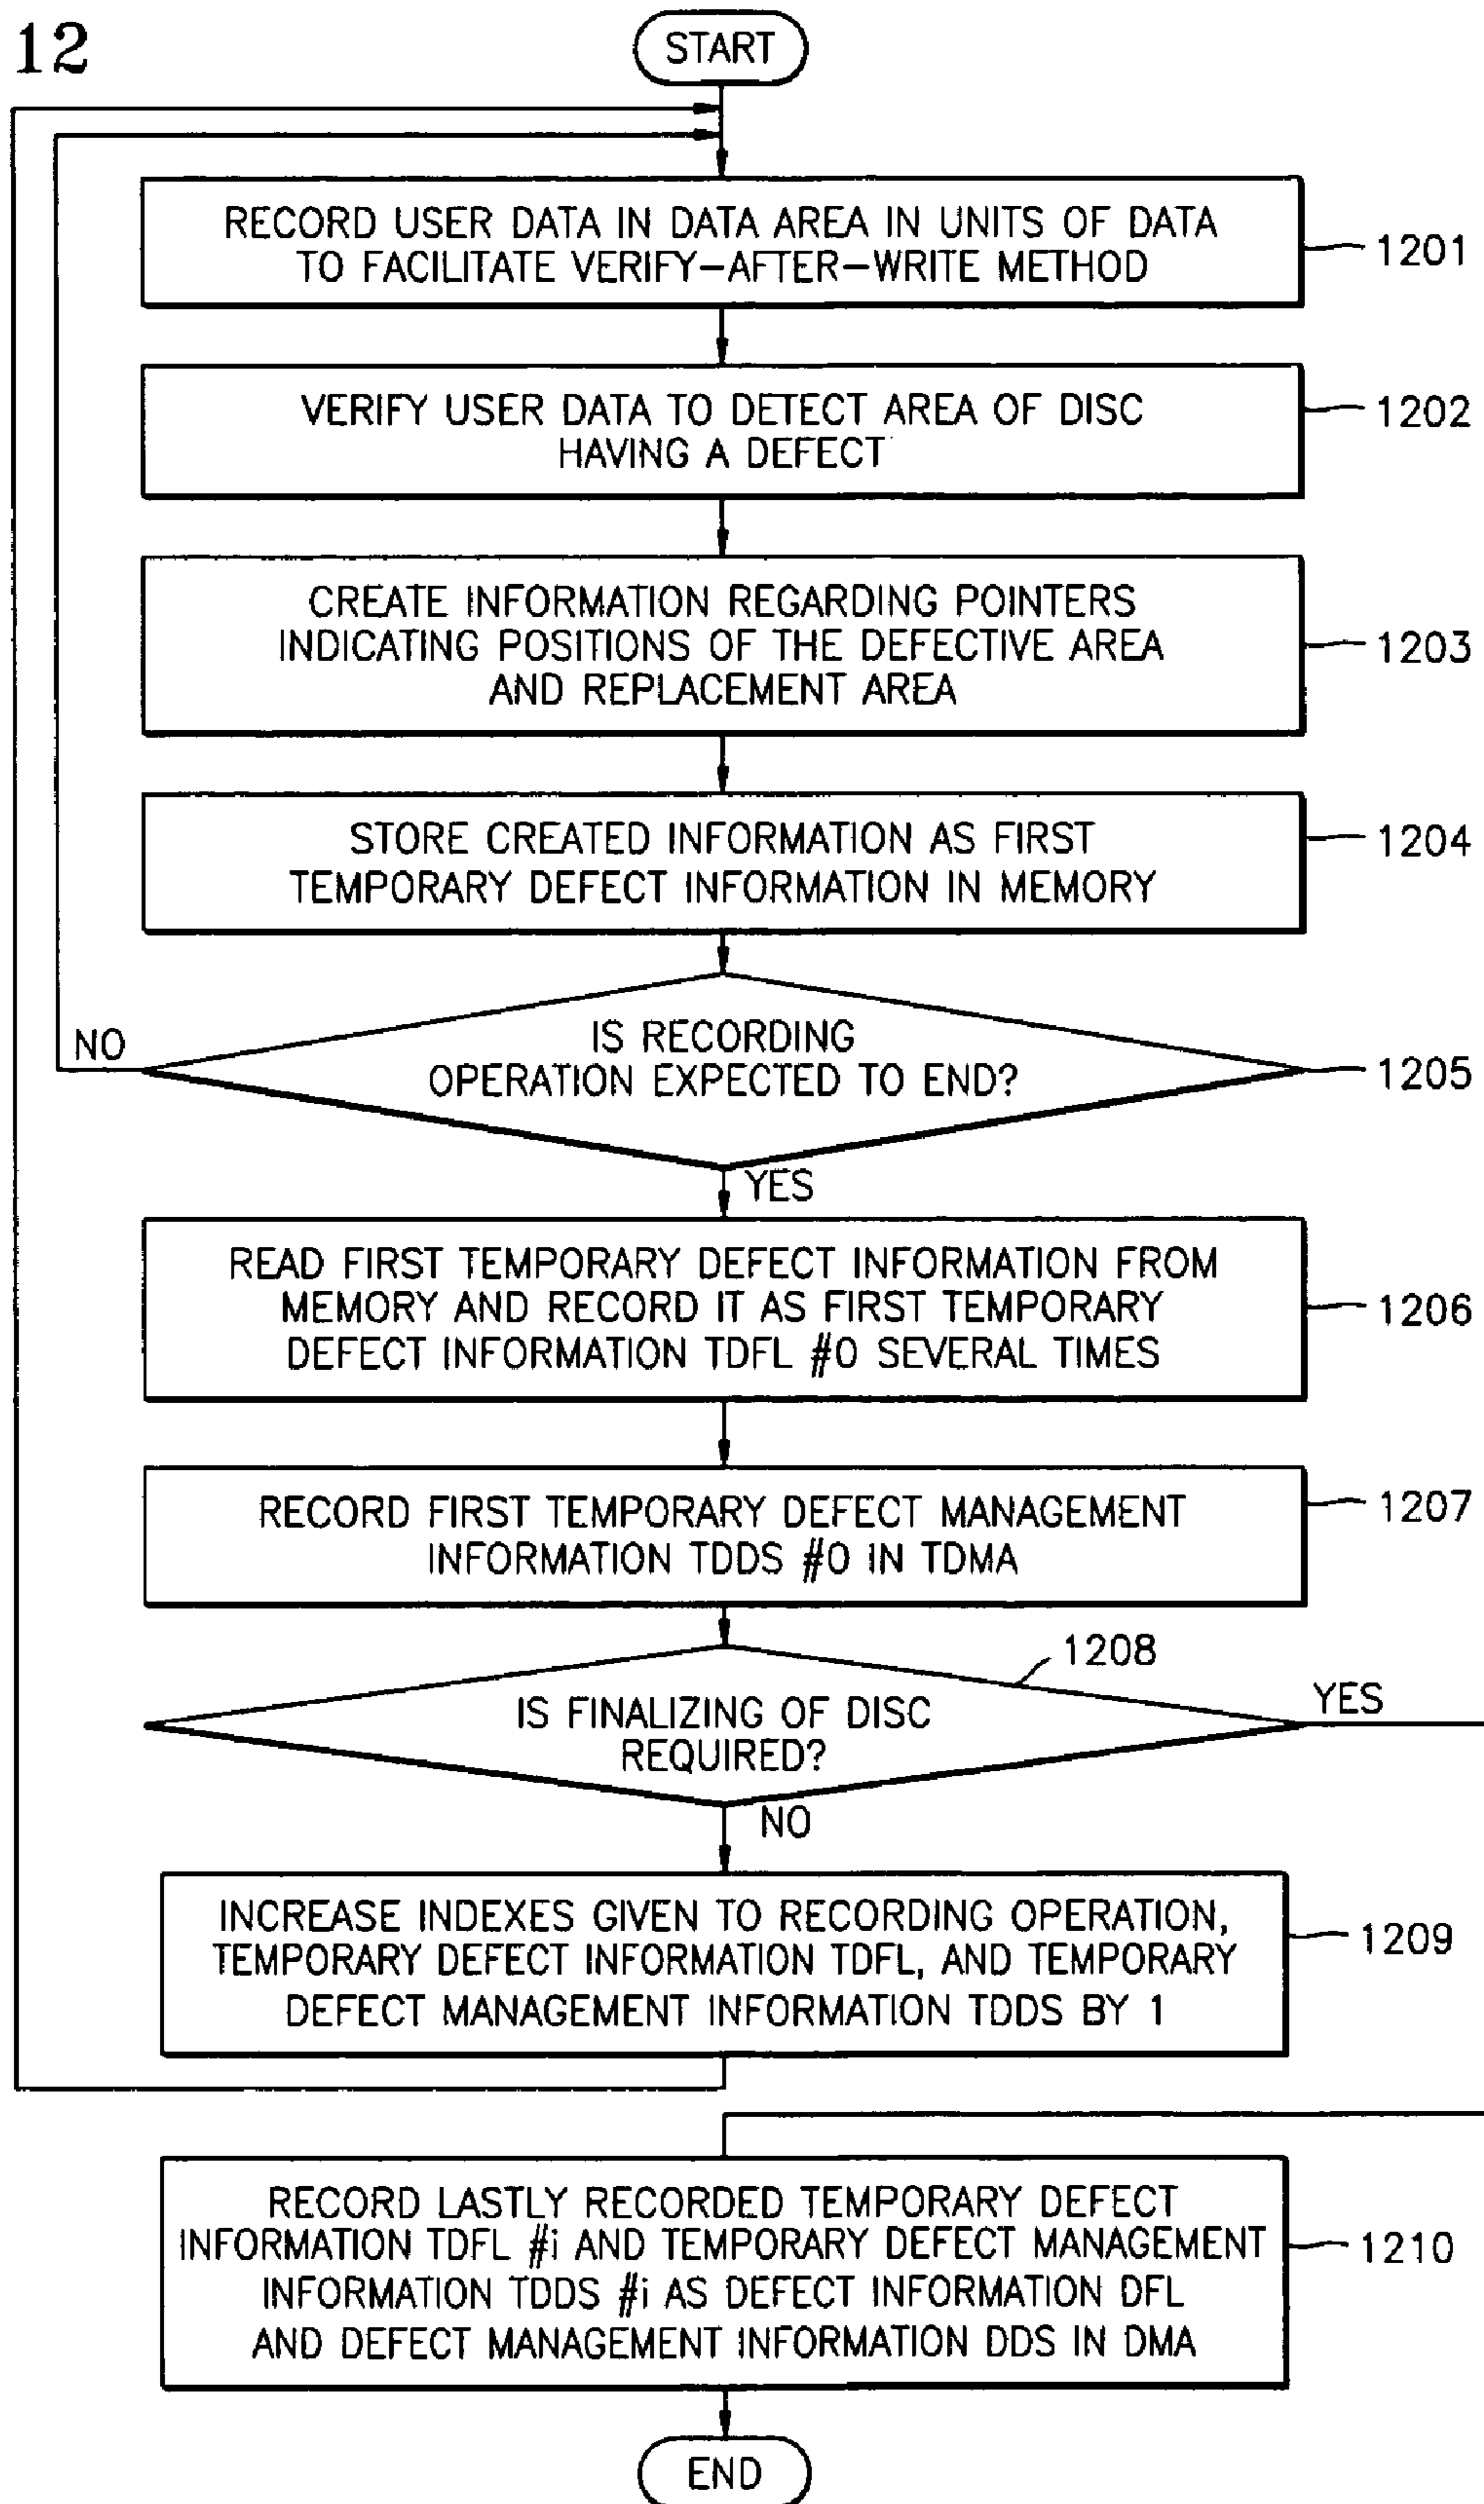 12
START
RECORD USER DATA IN DATA AREA IN UNITS OF DATA
TO FACILITATE VERIFY-AFTER-WRITE METHOD
1201
VERIFY USER DATA TO DETECT AREA OF DISC
HAVING A DEFECT
1202
CREATE INFORMATION REGARDING POINTERS
INDICATING POSITIONS OF THE DEFECTIVE AREA
AND REPLACEMENT AREA
1203
STORE CREATED INFORMATION AS FIRST
TEMPORARY DEFECT INFORMATION IN MEMORY
1204
NO
IS RECORDING
OPERATION EXPECTED TO END?
1205
YES
READ FIRST TEMPORARY DEFECT INFORMATION FROM
MEMORY AND RECORD IT AS FIRST TEMPORARY
DEFECT INFORMATION TDFL #0 SEVERAL TIMES
1206
RECORD FIRST TEMPORARY DEFECT MANAGEMENT
INFORMATION TDDS #0 IN TDMA
1207
1208
IS FINALIZING OF DISC
REQUIRED?
YES
NO
INCREASE INDEXES GIVEN TO RECORDING OPERATION,
TEMPORARY DEFECT INFORMATION TDFL, AND TEMPORARY
DEFECT MANAGEMENT INFORMATION TDDS BY 1
1209
RECORD LASTLY RECORDED TEMPORARY DEFECT
INFORMATION TDFL #i AND TEMPORARY DEFECT MANAGEMENT
INFORMATION TDDS #i AS DEFECT INFORMATION DFL
AND DEFECT MANAGEMENT INFORMATION DDS IN DMA
1210
END